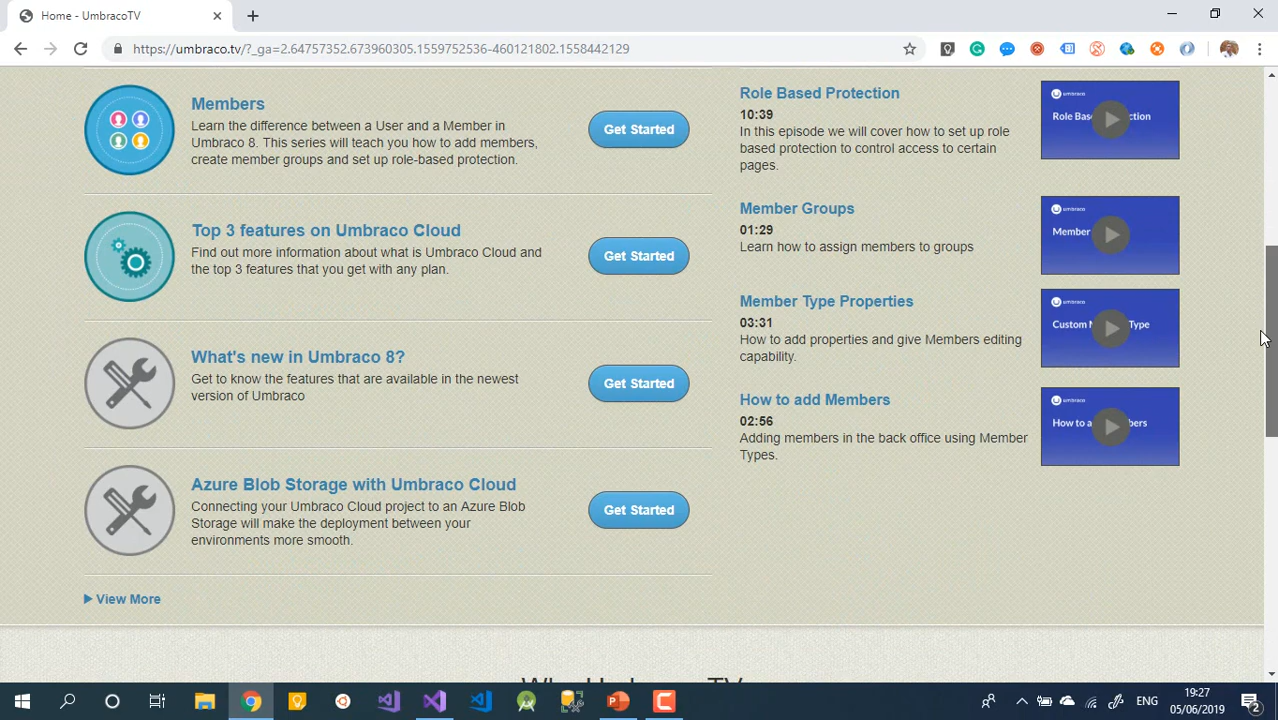 Home - UmbracoTV
https://umbraco.tv/?_ga=2.64757352.673960305.1559752536-460121802.1558442129
Members
Learn the difference between a User and a Member in
Umbraco 8. This series will teach you how to add members,
create member groups and set up role-based protection.
Get Started
Top 3 features on Umbraco Cloud
Find out more information about what is Umbraco Cloud and
the top 3 features that you get with any plan.
Get Started
What's new in Umbraco 8?
Get to know the features that are available in the newest
version of Umbraco
Get Started
Azure Blob Storage with Umbraco Cloud
Connecting your Umbraco Cloud project to an Azure Blob
Storage will make the deployment between your
environments more smooth.
Get Started
View More
Role Based Protection
10:39
In this episode we will cover how to set up role
based protection to control access to certain
pages.
umbraco
Member Groups
01:29
Learn how to assign members to groups
umbraco
Member
Member Type Properties
03:31
How to add properties and give Members editing
capability.
umbraco
Custom Type
How to add Members
02:56
Adding members in the back office using Member
Types.
umbraco
ENG
19:27
05/06/2019
2